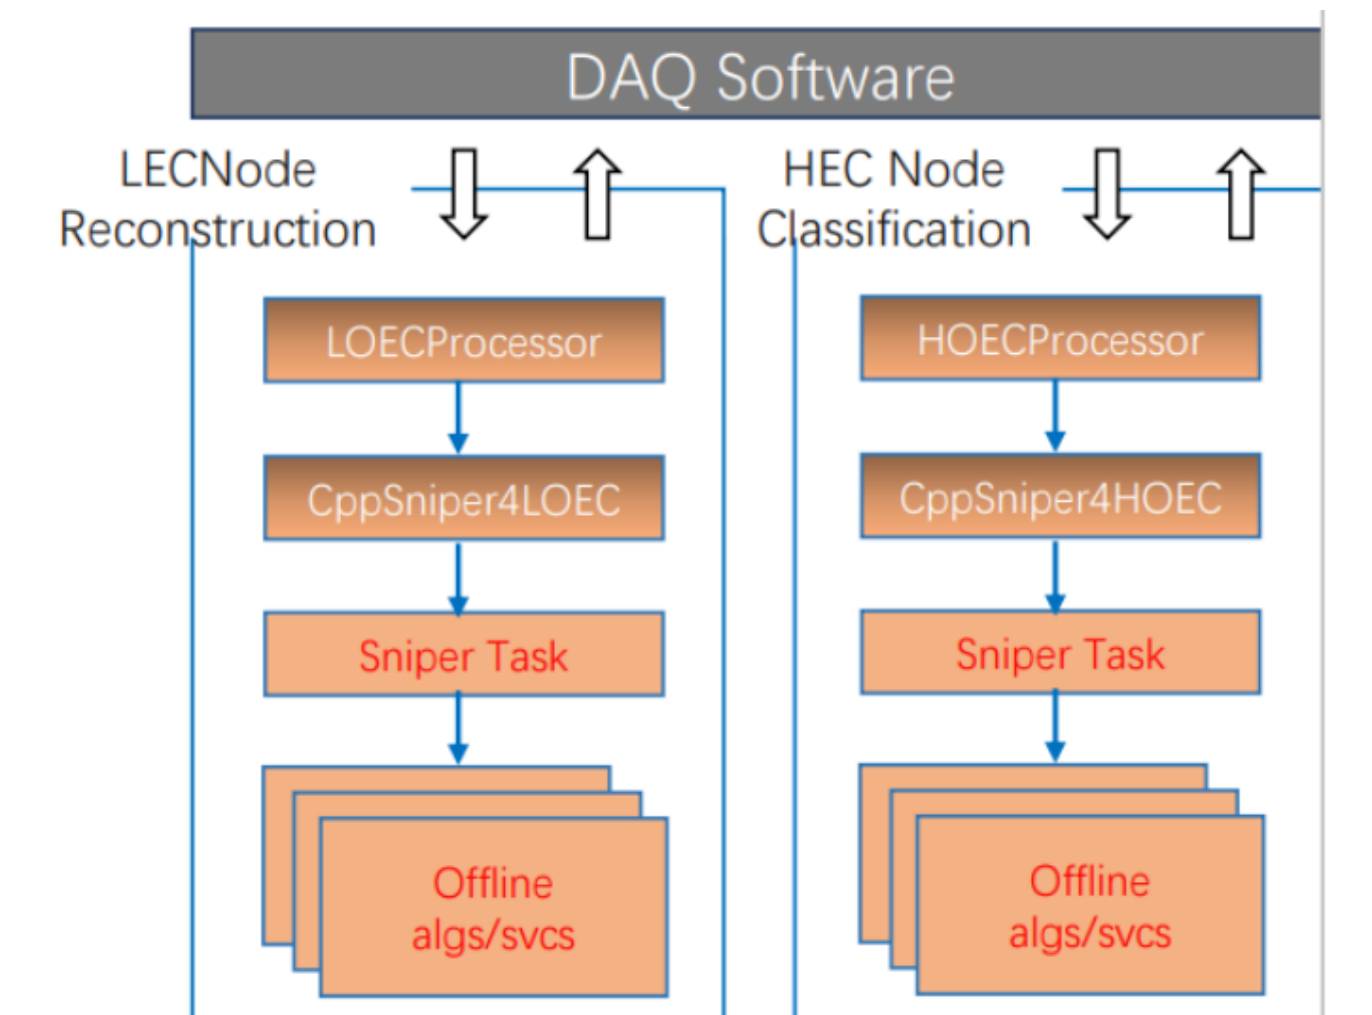 DAQ Software
LECNode
Reconstruction
LOECProcessor
CppSniper4LOEC
Sniper Task
Offline
algs/svcs
HEC Node
Classification
HOECProcessor
CppSniper4HOEC
Sniper Task
Offline
algs/svcs